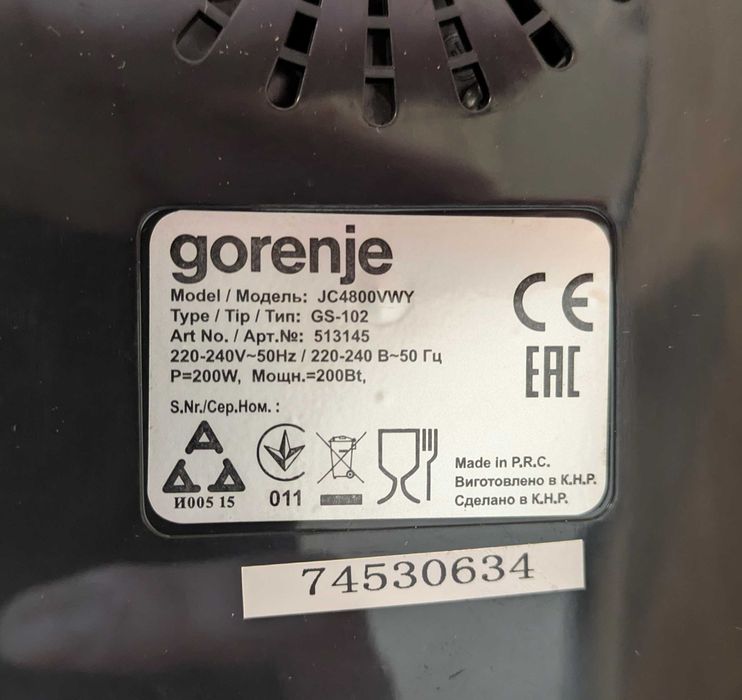 gorenje
Model / Модель: JC4800VWY
Type / Tip / Тип: GS-102
Art No. / Арт.№: 513145
220-240V~50Hz / 220-240 В~50 Гц
P=200W, Мощн.=200Вt,
S.Nr./Сер.Ном. :
CE
EAC
И005 15
011
Made in P.R.C.
Виготовлено в К.Н.Р.
Сделано в К.Н.Р.
74530634